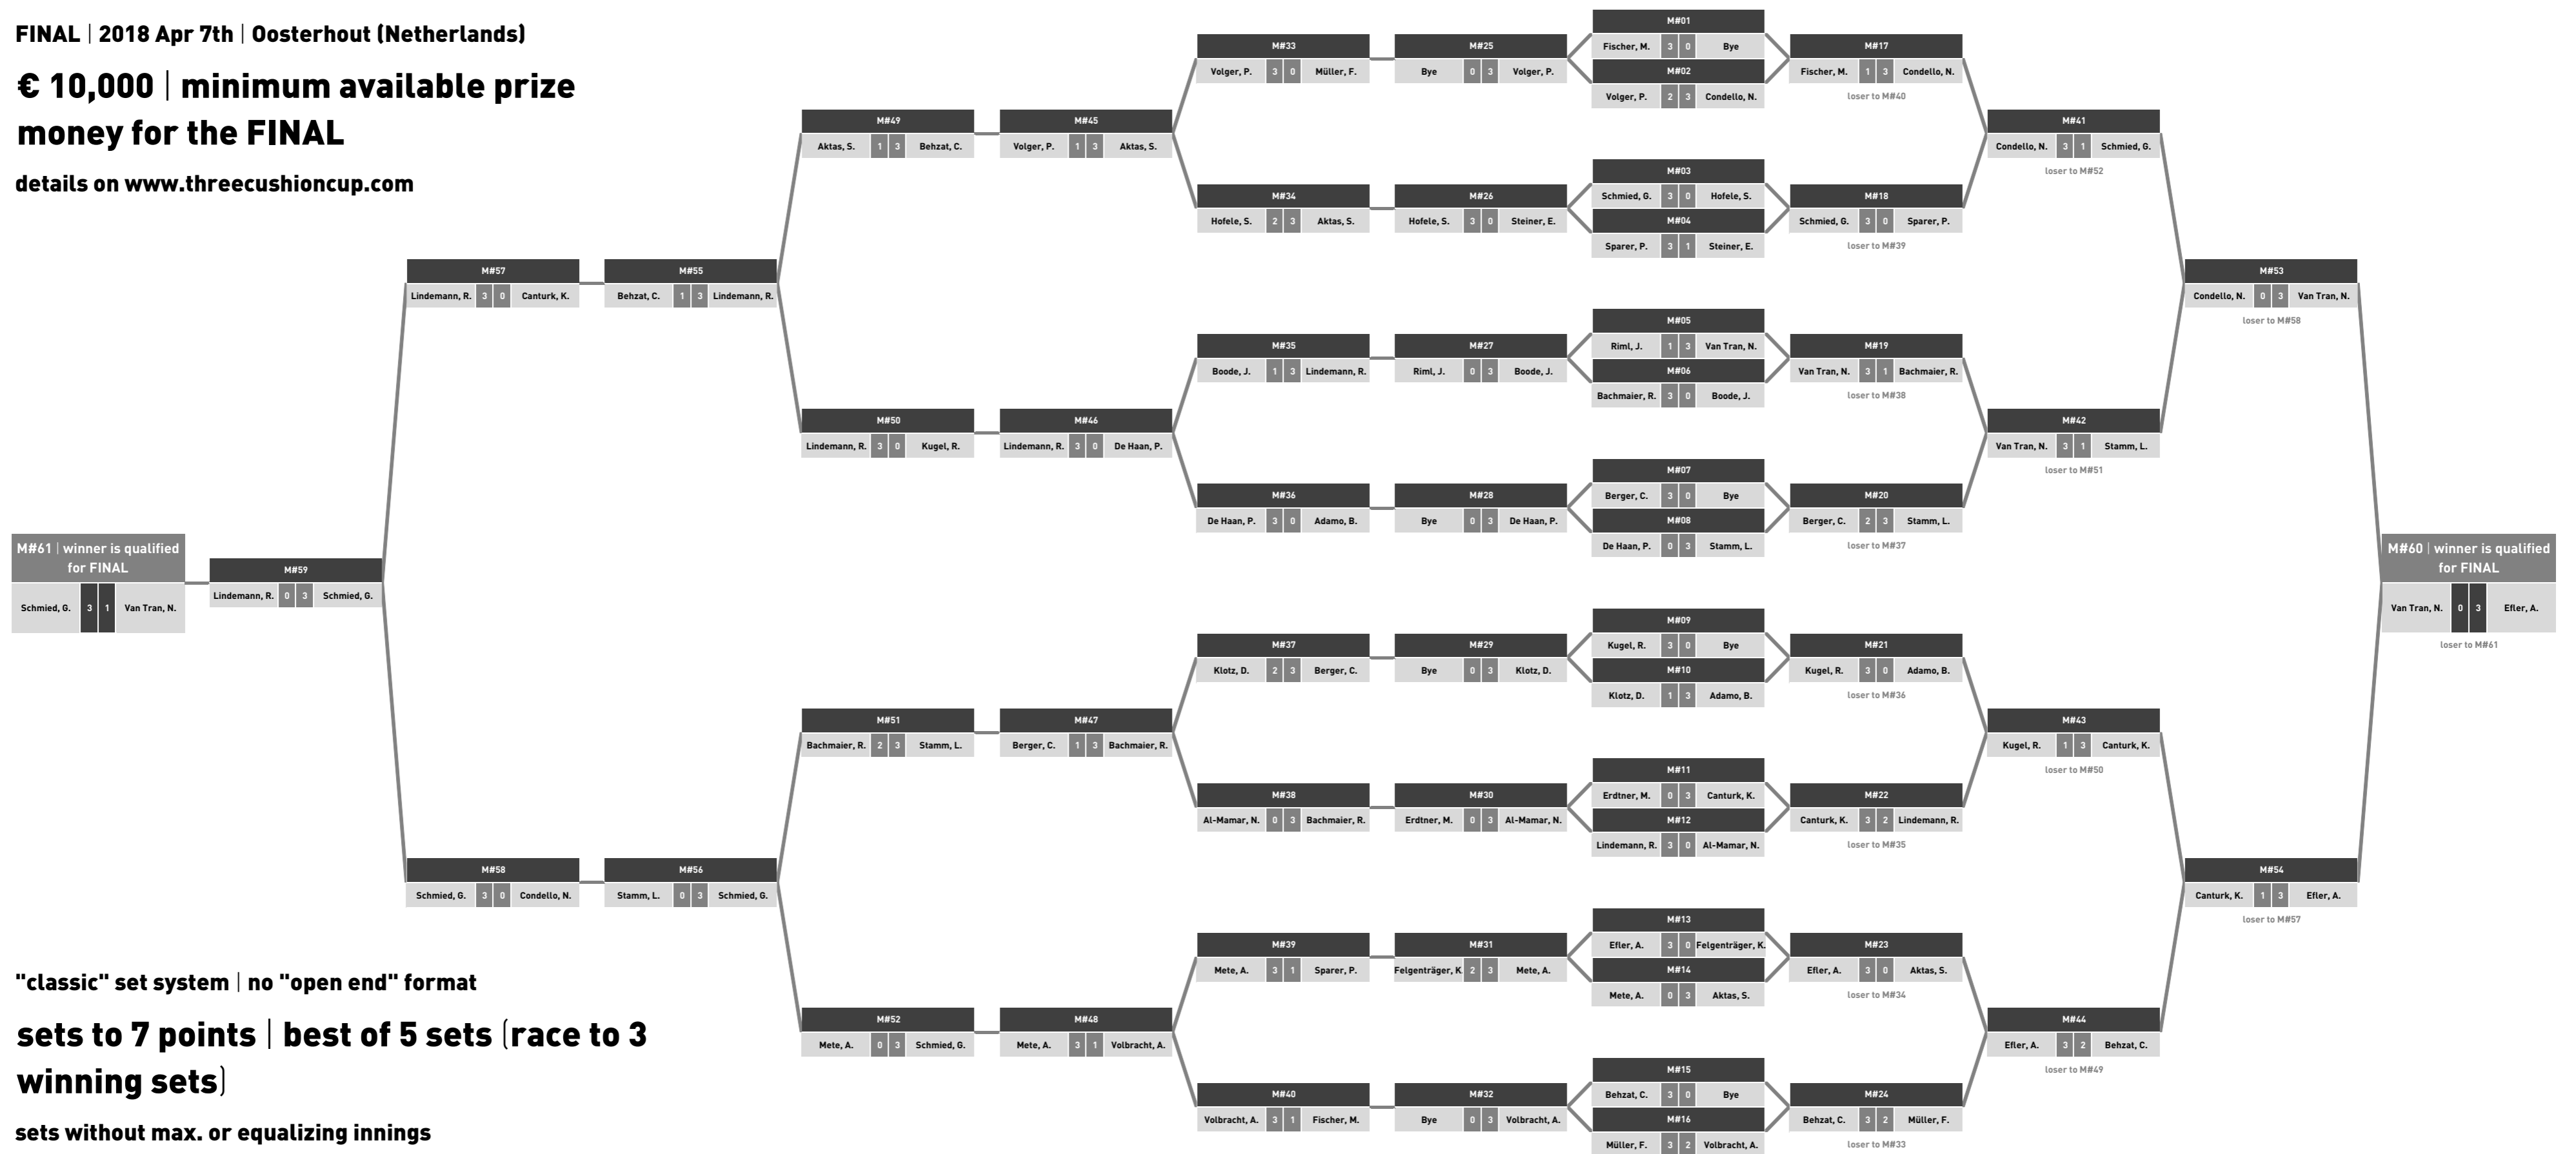 FINAL | 2018 Apr 7th | Oosterhout (Netherlands)
€ 10,000 | minimum available prize
money for the FINAL
details on www.threecushioncup.com
M#61 | winner is qualified
for FINAL
Schmied, G. 3 1 Van Tran, N.
M#59
Lindemann, R. 0 3 Schmied, G.
M#57
Lindemann, R. 3 0 Canturk, K.
M#58
Schmied, G. 3 0 Condello, N.
M#55
Behzat, C. 1 3 Lindemann, R.
M#56
Stamm, L. 0 3 Schmied, G.
M#49
Aktas, S. 1 3 Behzat, C.
M#50
Lindemann, R. 3 0 Kugel, R.
M#51
Bachmaier, R. 2 3 Stamm, L.
M#52
Mete, A. 0 3 Schmied, G.
M#45
Volger, P. 1 3 Aktas, S.
M#46
Lindemann, R. 3 0 De Haan, P.
M#47
Berger, C. 1 3 Bachmaier, R.
M#48
Mete, A. 3 1 Volbracht, A.
M#33
Volger, P. 3 0 Müller, F.
M#34
Hofele, S. 2 3 Aktas, S.
M#35
Boode, J. 1 3 Lindemann, R.
M#36
De Haan, P. 3 0 Adamo, B.
M#37
Klotz, D. 2 3 Berger, C.
M#38
Al-Mamar, N. 0 3 Bachmaier, R.
M#39
Mete, A. 3 1 Sparer, P.
M#40
Volbracht, A. 3 1 Fischer, M.
M#25
Bye 0 3 Volger, P.
M#26
Hofele, S. 3 0 Steiner, E.
M#27
Riml, J. 0 3 Boode, J.
M#28
Bye 0 3 De Haan, P.
M#29
Bye 0 3 Klotz, D.
M#30
Erdtner, M. 0 3 Al-Mamar, N.
M#31
Felgenträger, K. 2 3 Mete, A.
M#32
Bye 0 3 Volbracht, A.
M#01
Fischer, M. 3 0 Bye
M#02
Volger, P. 2 3 Condello, N.
M#03
Schmied, G. 3 0 Hofele, S.
M#04
Sparer, P. 3 1 Steiner, E.
M#05
Riml, J. 1 3 Van Tran, N.
M#06
Bachmaier, R. 3 0 Boode, J.
M#07
Berger, C. 3 0 Bye
M#08
De Haan, P. 0 3 Stamm, L.
M#09
Kugel, R. 3 0 Bye
M#10
Klotz, D. 1 3 Adamo, B.
M#11
Erdtner, M. 0 3 Canturk, K.
M#12
Lindemann, R. 3 0 Al-Mamar, N.
M#13
Efler, A. 3 0 Felgenträger, K.
M#14
Mete, A. 0 3 Aktas, S.
M#15
Behzat, C. 3 0 Bye
M#16
Müller, F. 3 2 Volbracht, A.
M#17
Fischer, M. 1 3 Condello, N.
loser to M#40
M#18
Schmied, G. 3 0 Sparer, P.
loser to M#39
M#19
Van Tran, N. 3 1 Bachmaier, R.
loser to M#38
M#20
Berger, C. 2 3 Stamm, L.
loser to M#37
M#21
Kugel, R. 3 0 Adamo, B.
loser to M#36
M#22
Canturk, K. 3 2 Lindemann, R.
loser to M#35
M#23
Efler, A. 3 0 Aktas, S.
loser to M#34
M#24
Behzat, C. 3 2 Müller, F.
loser to M#33
M#41
Condello, N. 3 1 Schmied, G.
loser to M#52
M#42
Van Tran, N. 3 1 Stamm, L.
loser to M#51
M#43
Kugel, R. 1 3 Canturk, K.
loser to M#50
M#44
Efler, A. 3 2 Behzat, C.
loser to M#49
M#53
Condello, N. 0 3 Van Tran, N.
loser to M#58
M#54
Canturk, K. 1 3 Efler, A.
loser to M#57
M#60 | winner is qualified
for FINAL
Van Tran, N. 0 3 Efler, A.
loser to M#61
"classic" set system | no "open end" format
sets to 7 points | best of 5 sets (race to 3
winning sets)
sets without max. or equalizing innings